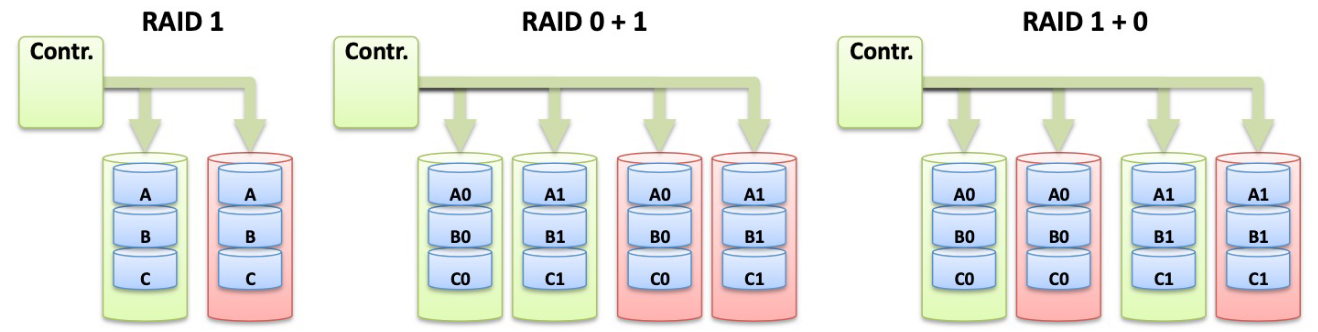 RAID 1
RAID 0 + 1
RAID 1 + 0
Contr.
Contr.
Contr.
A A
B B
C C
A0 A1 A0 A1
B0 B1 B0 B1
C0 C1 C0 C1
A0 A0 A1 A1
B0 B0 B1 B1
C0 C0 C1 C1